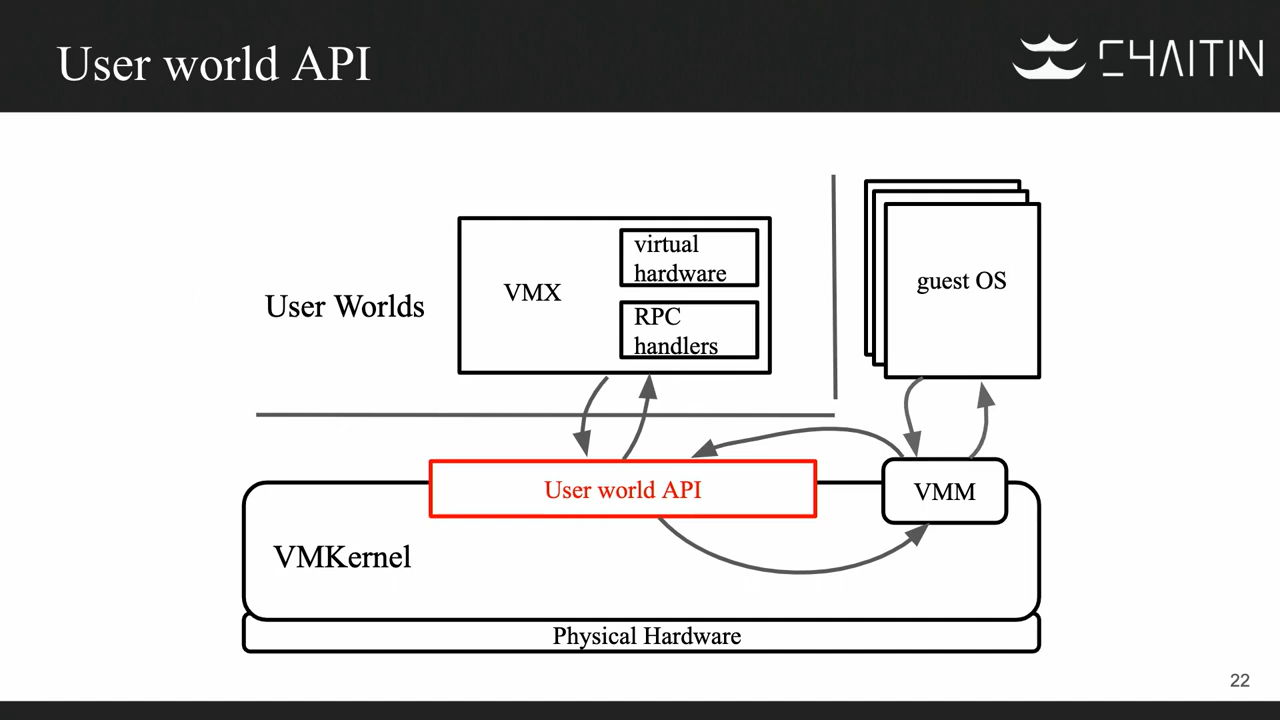 User world API
CHAITIN
virtual
hardware
VMX
RPC
handlers
User Worlds
guest OS
User world API
VMM
VMKernel
Physical Hardware
22